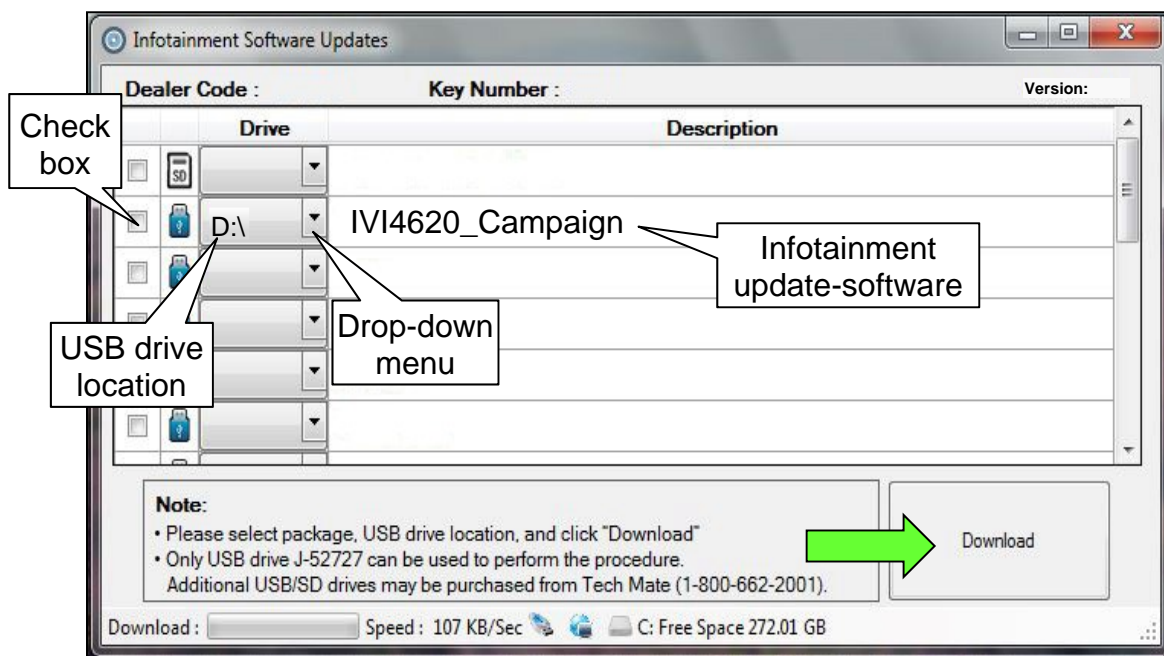 Infotainment Software Updates
Dealer Code : Key Number : Version:
Drive Description
Check
box
SD
D:\ IVI4620_Campaign
Infotainment
update-software
USB drive
location
Drop-down
menu
Note:
• Please select package, USB drive location, and click "Download"
• Only USB drive J-52727 can be used to perform the procedure.
Additional USB/SD drives may be purchased from Tech Mate (1-800-662-2001).
Download
Download : Speed : 107 KB/Sec C: Free Space 272.01 GB